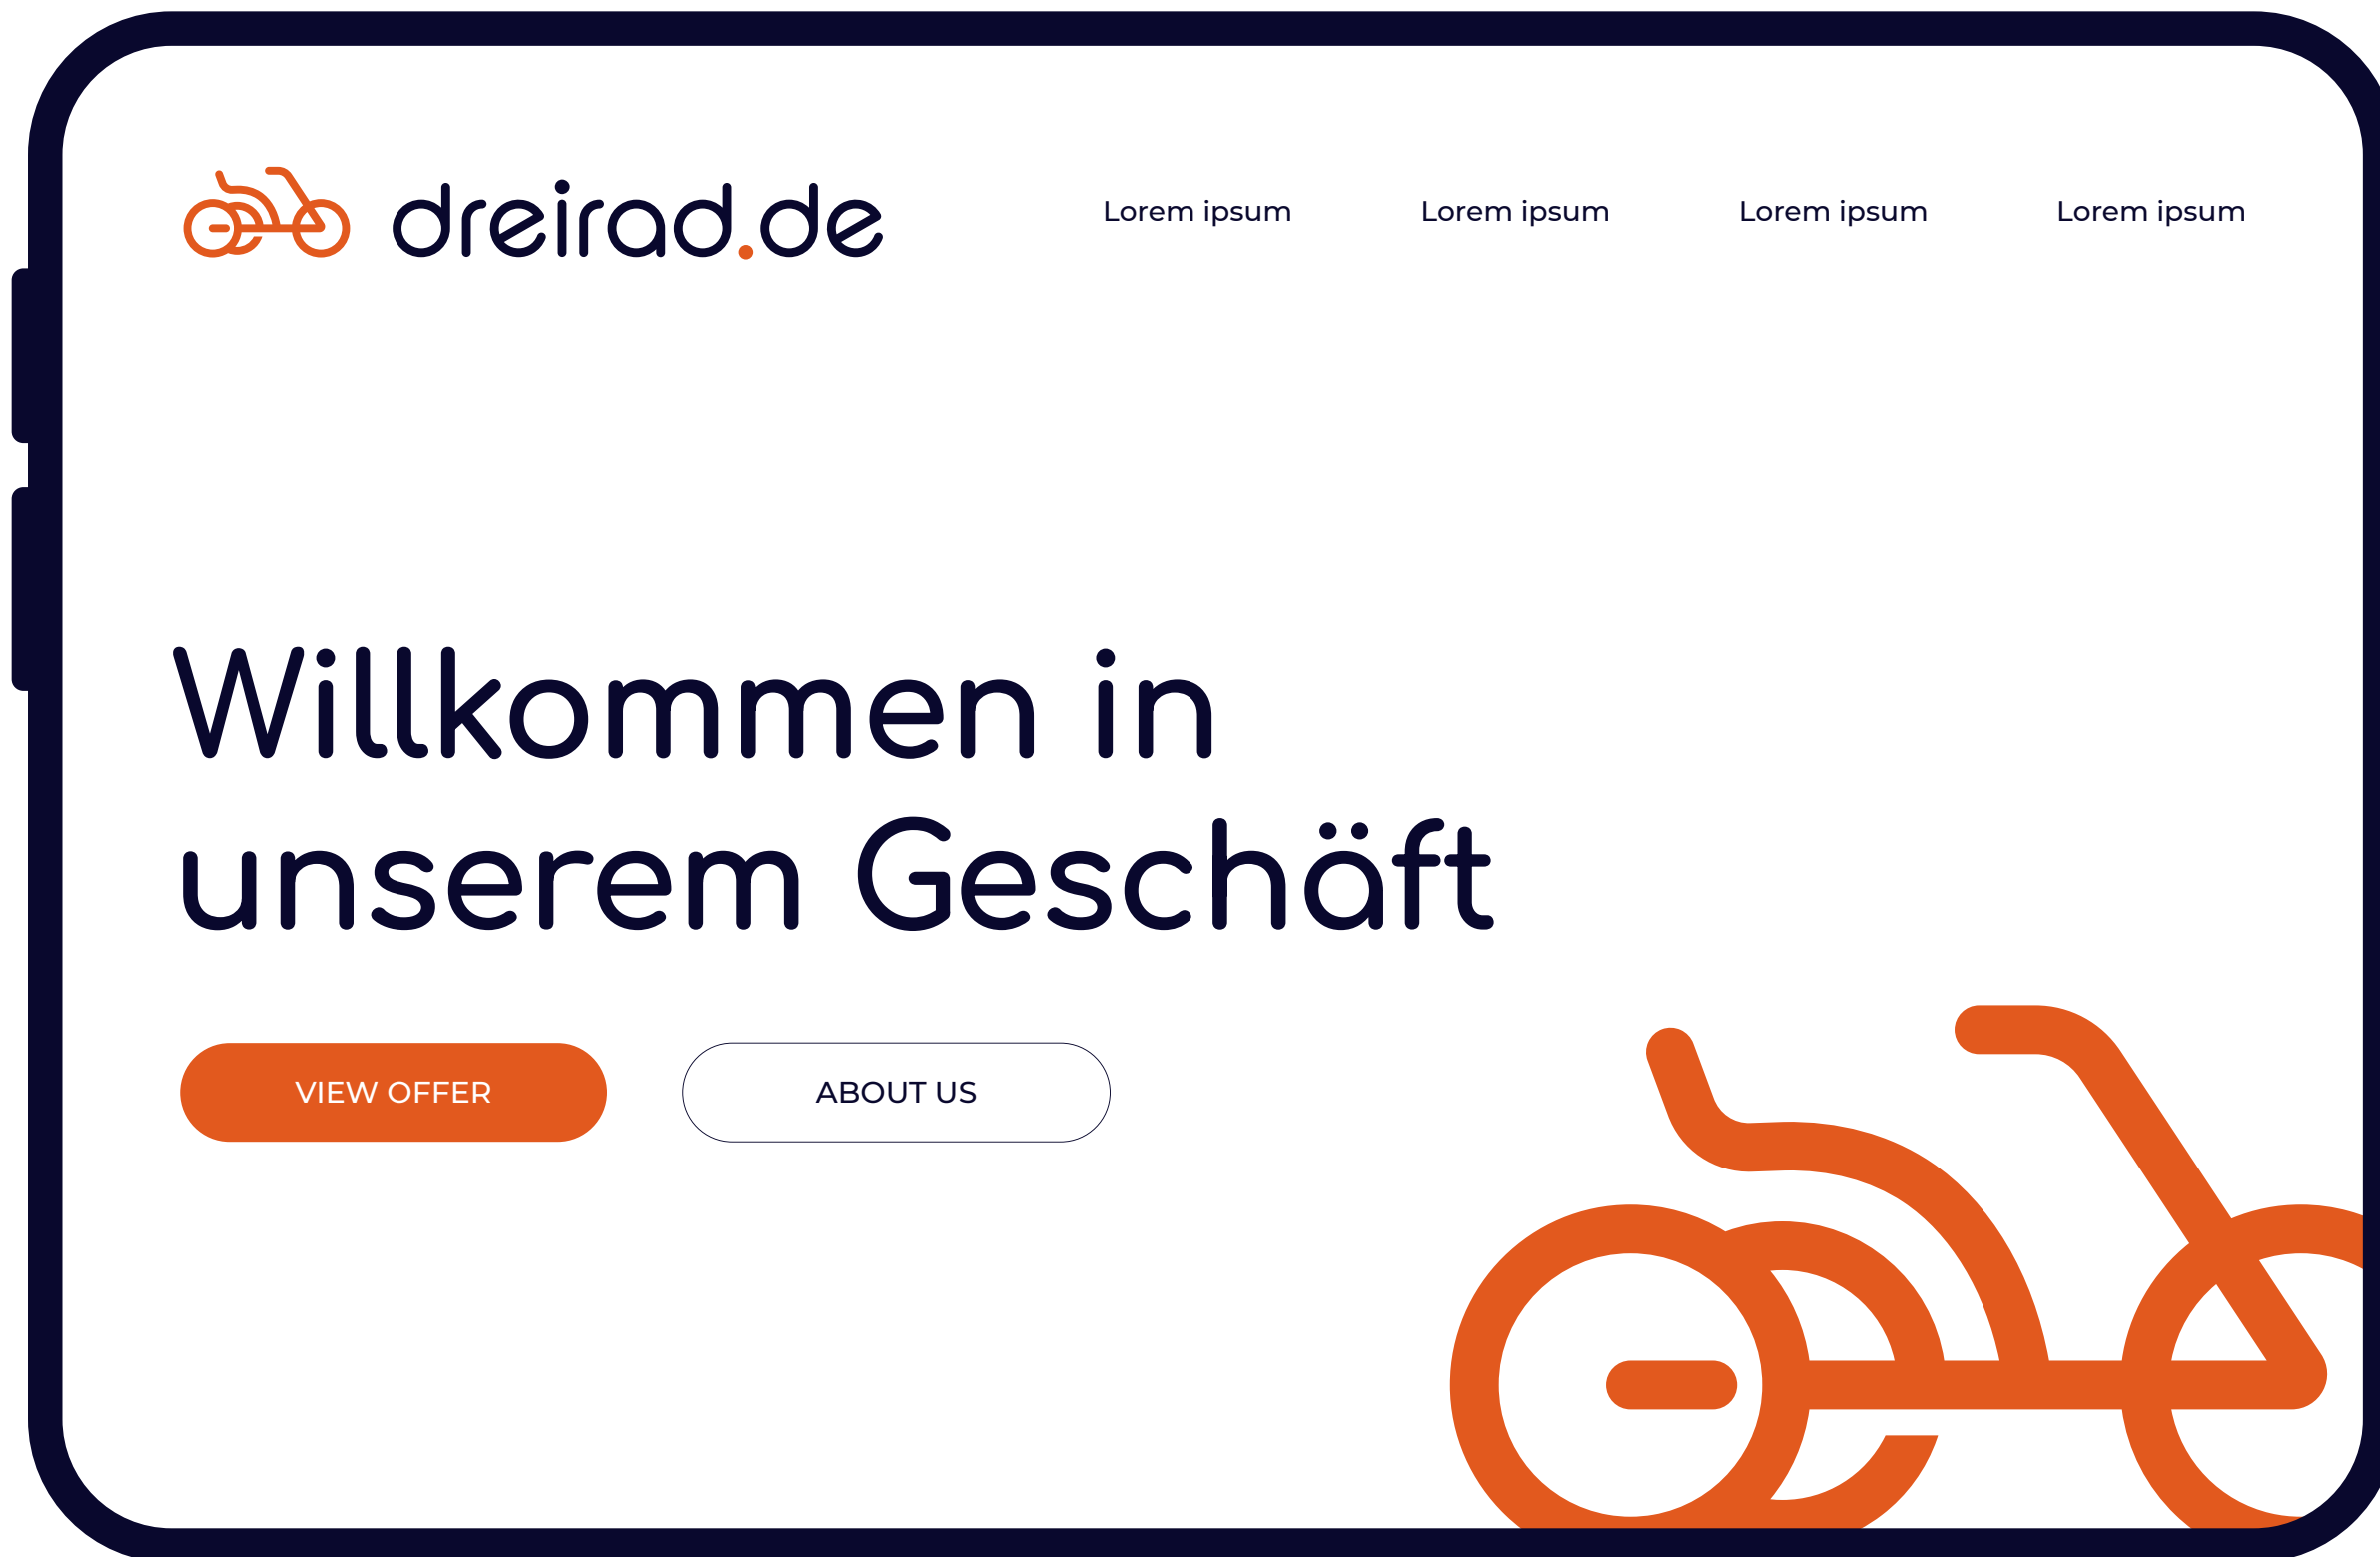 dreirad.de
Lorem ipsum Lorem ipsum Lorem ipsum Lorem ipsum
Willkommen in
unserem Geschäft
VIEW OFFER ABOUT US